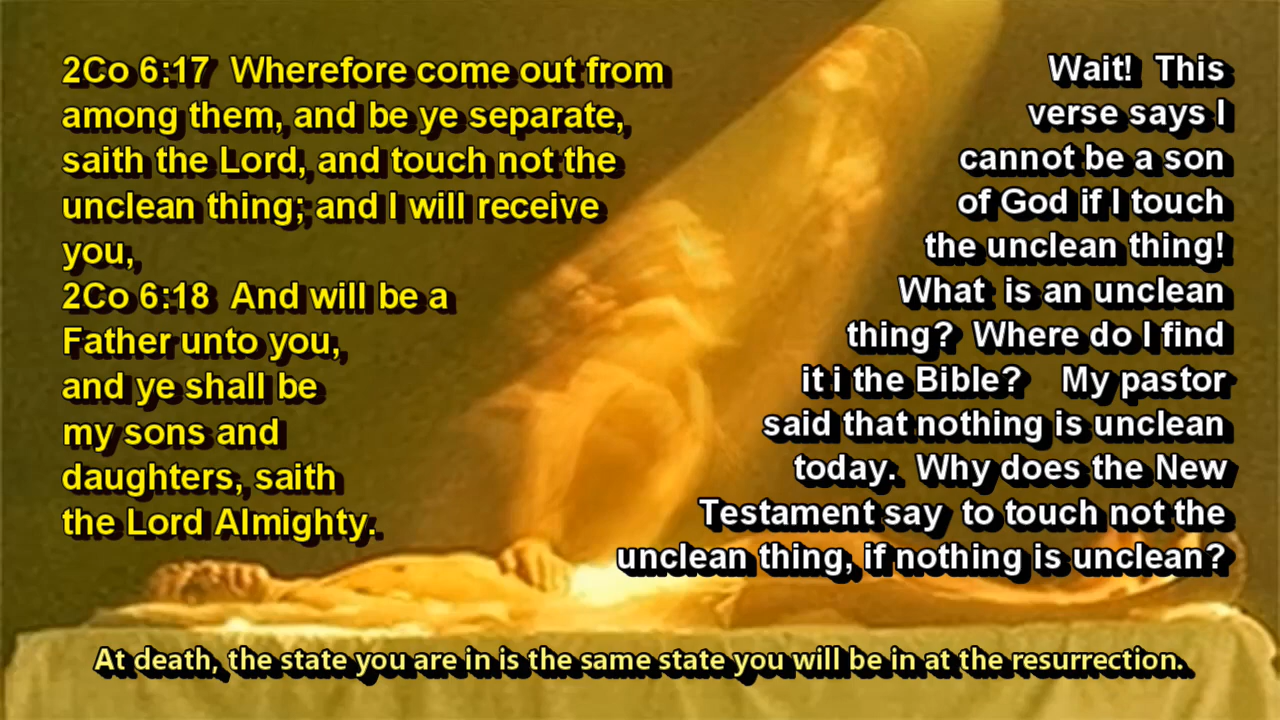 2Co 6:17  Wherefore come out from
among them, and be ye separate,
saith the Lord, and touch not the
unclean thing; and I will receive
you,
2Co 6:18  And will be a
Father unto you,
and ye shall be
my sons and
daughters, saith
the Lord Almighty.
Wait!  This
verse says I
cannot be a son
of God if I touch
the unclean thing!
What  is an unclean
thing?  Where do I find
it i the Bible?    My pastor
said that nothing is unclean
today.  Why does the New
Testament say  to touch not the
unclean thing, if nothing is unclean?
At death, the state you are in is the same state you will be in at the resurrection.